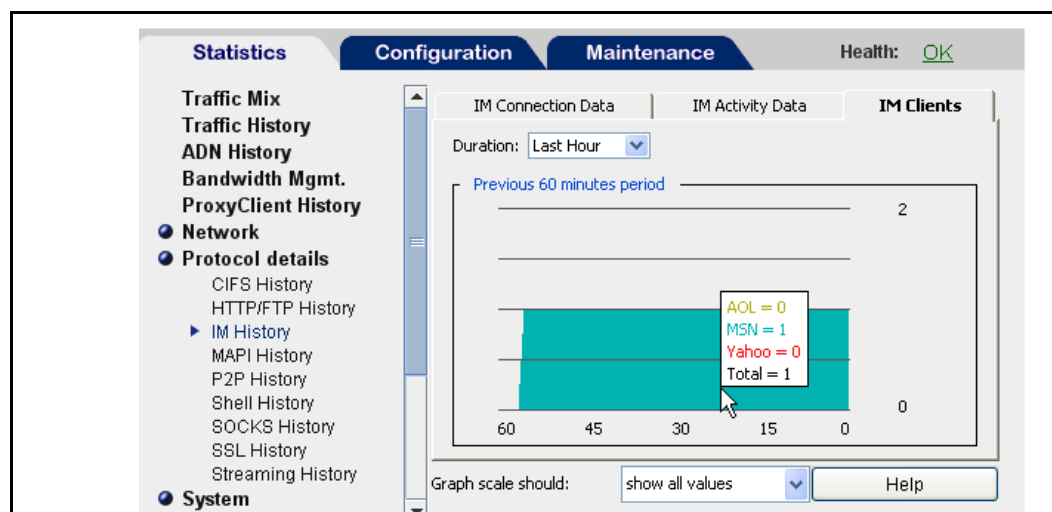 Statistics Configuration Maintenance Health: OK
Traffic Mix
Traffic History
ADN History
Bandwidth Mgmt.
ProxyClient History
Network
Protocol details
CIFS History
HTTP/FTP History
IM History
MAPI History
P2P History
Shell History
SOCKS History
SSL History
Streaming History
System
IM Connection Data IM Activity Data IM Clients
Duration: Last Hour
Previous 60 minutes period
2
AOL = 0
MSN = 1
Yahoo = 0
Total = 1
0
60 45 30 15 0
Graph scale should: show all values Help